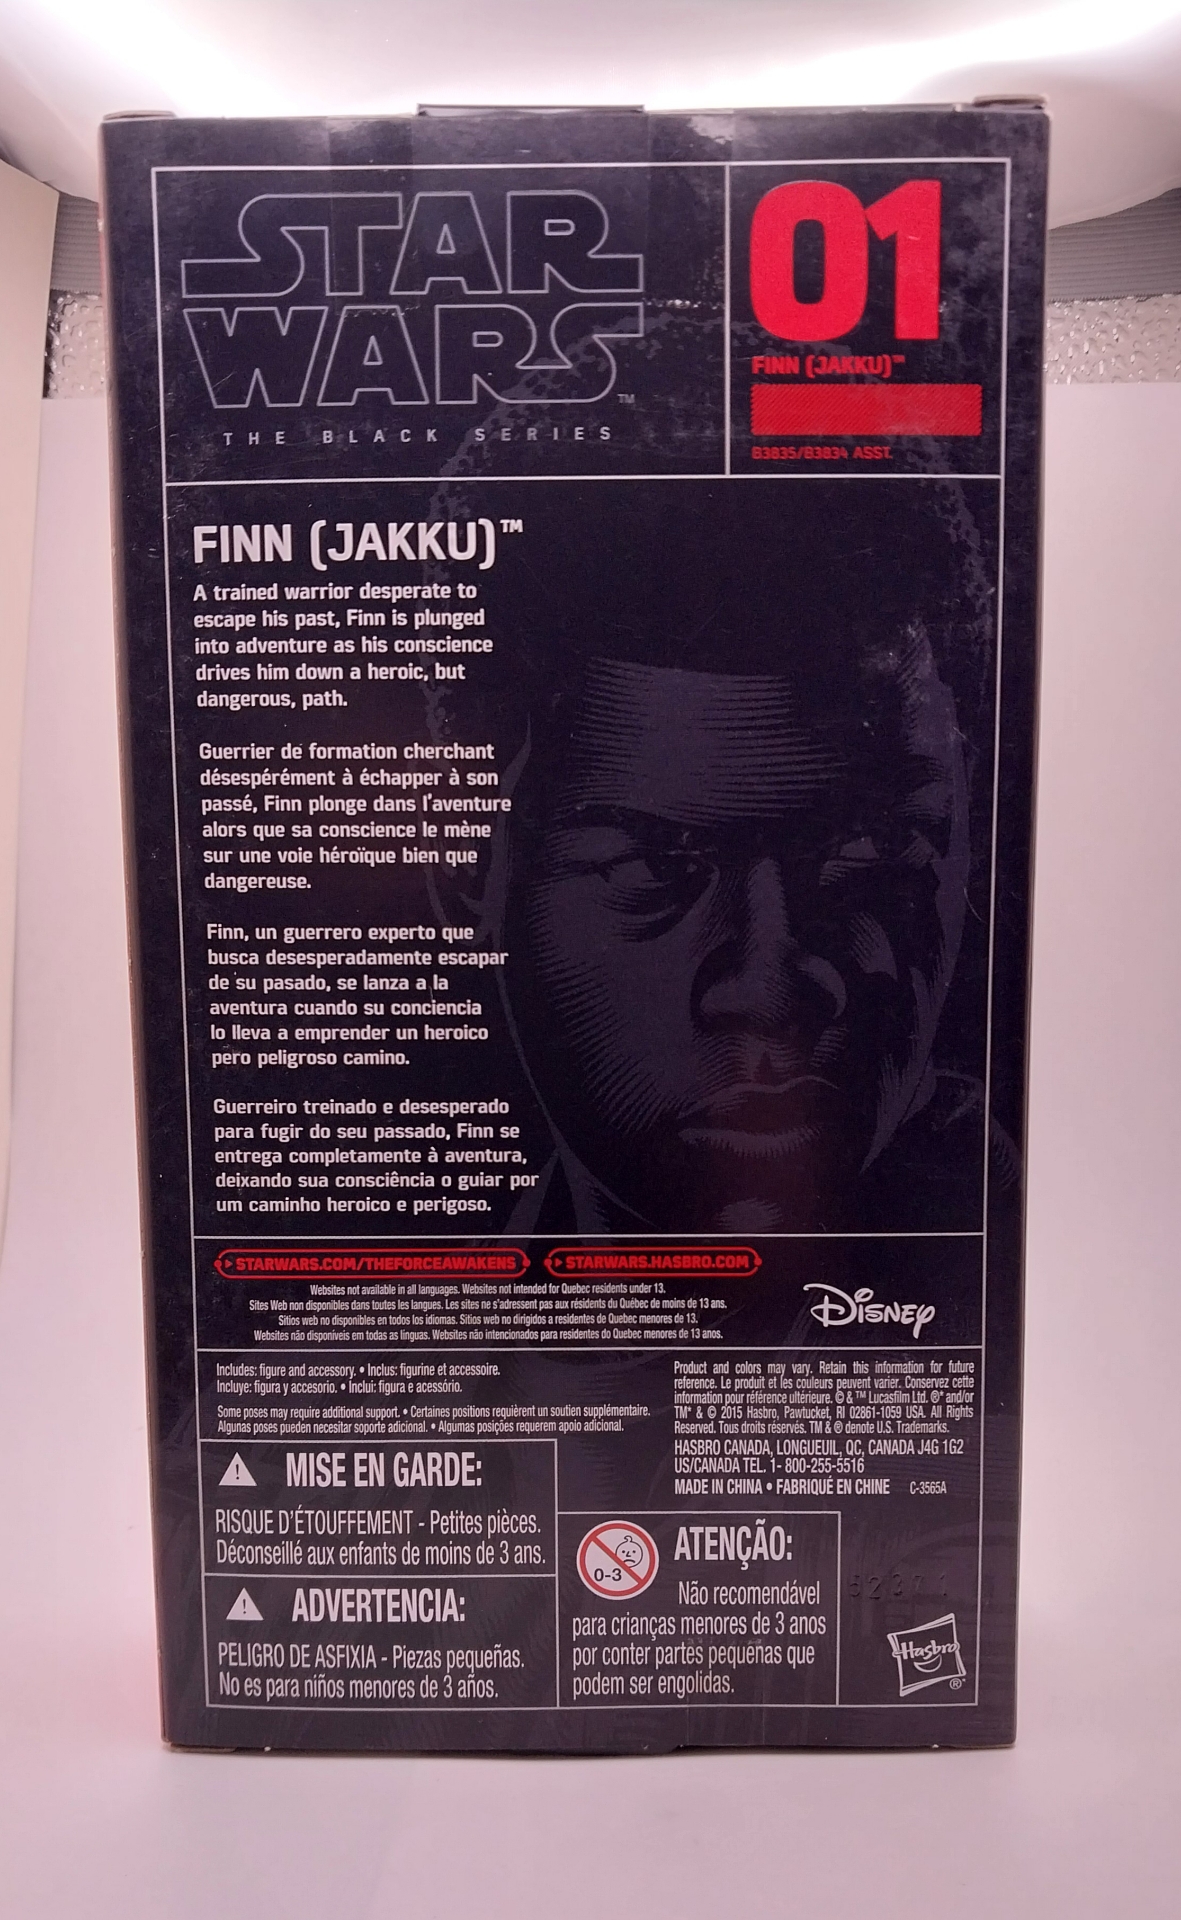 STAR
WARS
TM
THE BLACK SERIES
01
FINN (JAKKU)™
B3835/B3834 ASST.
FINN (JAKKU)™
A trained warrior desperate to
escape his past, Finn is plunged
into adventure as his conscience
drives him down a heroic, but
dangerous, path.
Guerrier de formation cherchant
désespérément à échapper à son
passé, Finn plonge dans l'aventure
alors que sa conscience le mène
sur une voie héroïque bien que
dangereuse.
Finn, un guerrero experto que
busca desesperadamente escapar
de su pasado, se lanza a la
aventura cuando su conciencia
lo lleva a emprender un heroico
pero peligroso camino.
Guerreiro treinado e desesperado
para fugir do seu passado, Finn se
entrega completamente à aventura,
deixando sua consciência o guiar por
um caminho heroico e perigoso.
STARWARS.COM/THEFORCEAWAKENS
STARWARS.HASBRO.COM
Websites not available in all languages. Websites not intended for Quebec residents under 13.
Sites Web non disponibles dans toutes les langues. Les sites ne s'adressent pas aux résidents du Québec de moins de 13 ans.
Sitios web no disponibles en todos los idiomas. Sitios web no dirigidos a residentes de Quebec menores de 13.
Websites não disponíveis em todas as línguas. Websites não intencionados para residentes do Quebec menores de 13 anos.
Disney
Includes: figure and accessory. • Inclus: figurine et accessoire.
Incluye: figura y accesorio. • Inclui: figura e acessório.
Some poses may require additional support. • Certaines positions requièrent un soutien supplémentaire.
Algunas poses pueden necesitar soporte adicional. • Algumas posições requerem apoio adicional.
Product and colors may vary. Retain this information for future
reference. Le produit et les couleurs peuvent varier. Conservez cette
information pour référence ultérieure. © & ™ Lucasfilm Ltd. ®* and/or
TM* & © 2015 Hasbro, Pawtucket, RI 02861-1059 USA. All Rights
Reserved. Tous droits réservés. TM & ® denote U.S. Trademarks.
HASBRO CANADA, LONGUEUIL, QC, CANADA J4G 1G2
US/CANADA TEL. 1- 800-255-5516
MADE IN CHINA • FABRIQUÉ EN CHINE C-3565A
MISE EN GARDE:
RISQUE D'ÉTOUFFEMENT - Petites pièces.
Déconseillé aux enfants de moins de 3 ans.
ADVERTENCIA:
PELIGRO DE ASFIXIA - Piezas pequeñas.
No es para niños menores de 3 años.
0-3
ATENÇÃO:
Não recomendável
para crianças menores de 3 anos
por conter partes pequenas que
podem ser engolidas.
Hasbro
®*